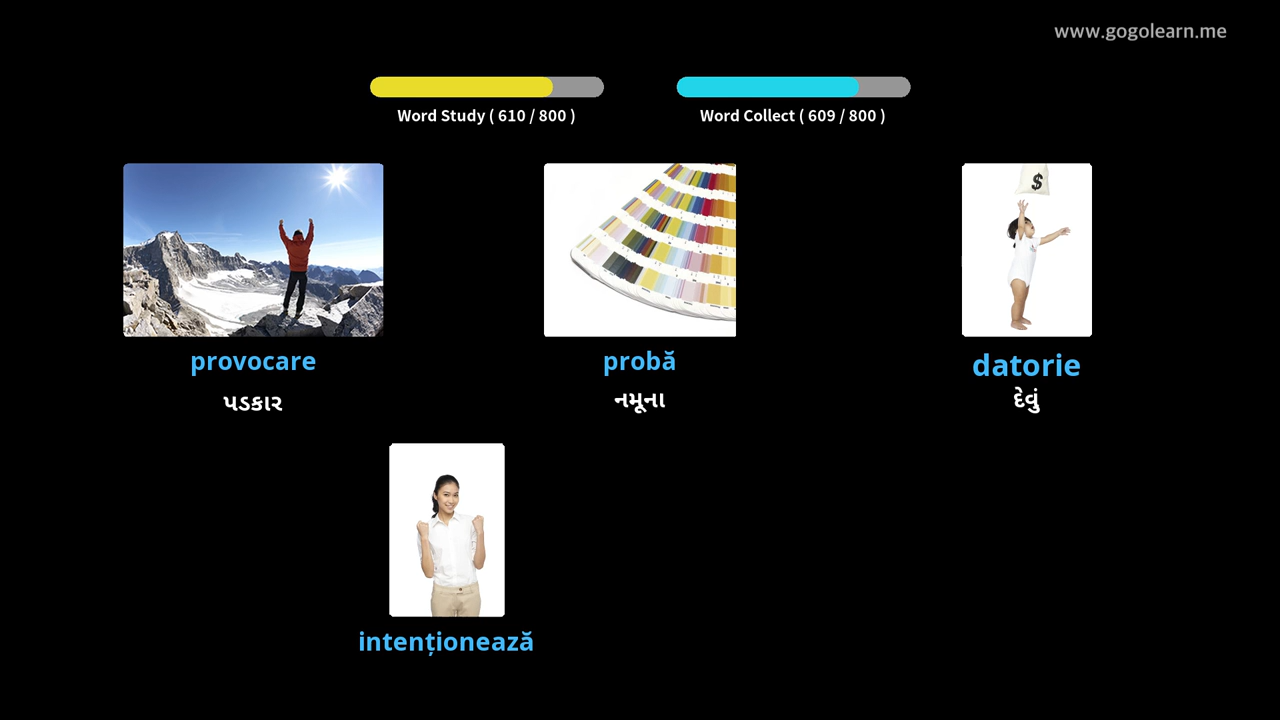 www.gogolearn.me
Word Study ( 610 / 800 )
Word Collect ( 609 / 800 )
$
provocare
probă
datorie
પડકાર
નમૂના
દેવું
intenționează